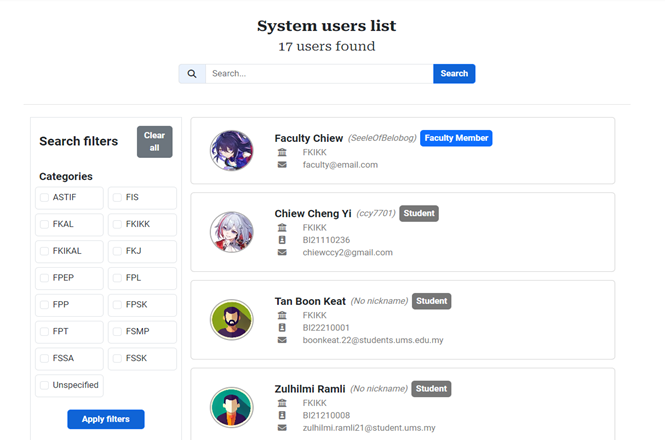 System users list
17 users found
Search...
Search
Search filters
Clear all
Categories
ASTIF
FIS
FKAL
FKIKK
FKIKAL
FKJ
FPEP
FPL
FPP
FPSK
FPT
FSMP
FSSA
FSSK
Unspecified
Apply filters
Faculty Chiew (SeeleOfBelobog) Faculty Member
FKIKK
faculty@email.com
Chiew Cheng Yi (ccy7701) Student
FKIKK
BI21110236
chiewccy2@gmail.com
Tan Boon Keat (No nickname) Student
FKIKK
BI22210001
boonkeat.22@students.ums.edu.my
Zulhilmi Ramli (No nickname) Student
FKIKK
BI21210008
zulhilmi.ramli21@student.ums.my